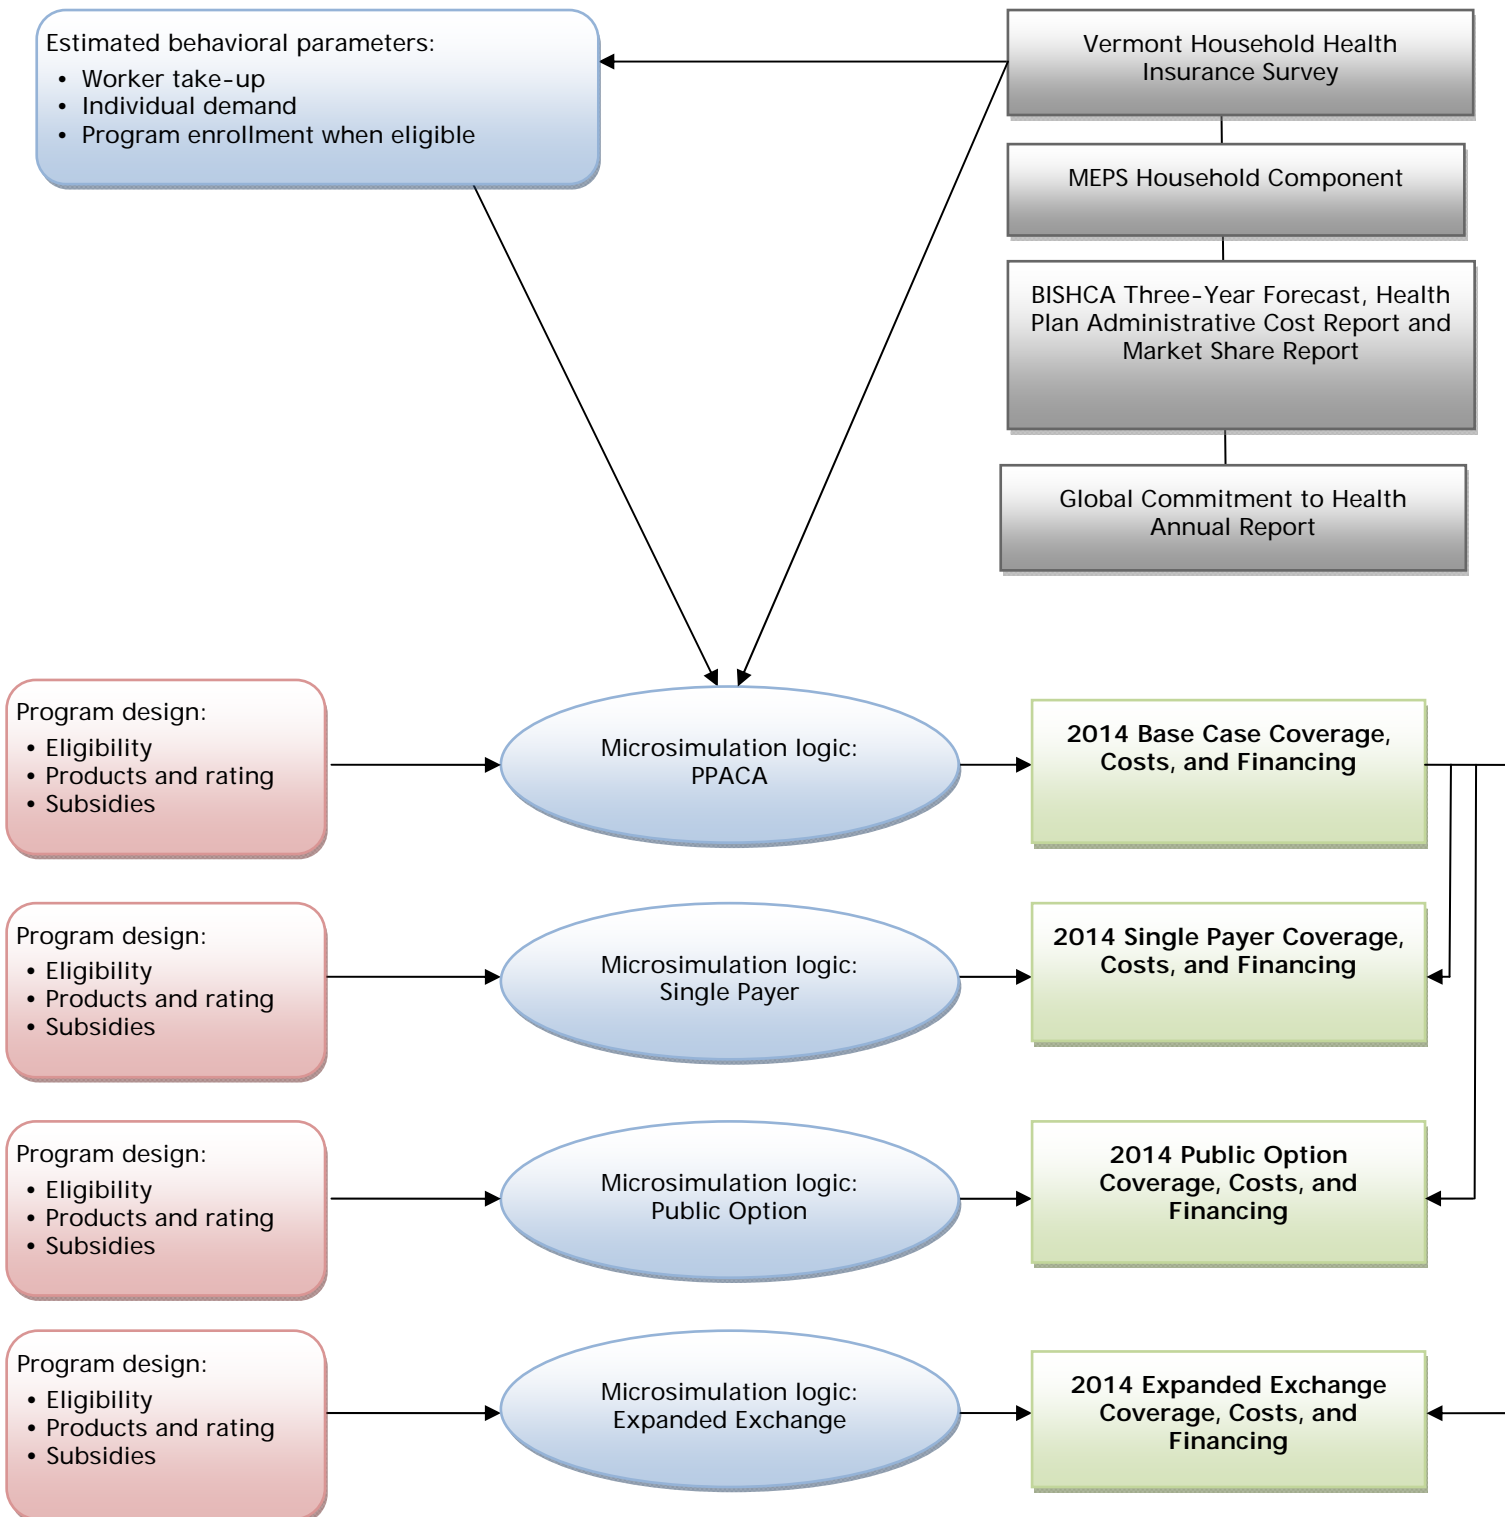 Estimated behavioral parameters:
• Worker take-up
• Individual demand
• Program enrollment when eligible
Vermont Household Health
Insurance Survey
MEPS Household Component
BISHCA Three-Year Forecast, Health
Plan Administrative Cost Report and
Market Share Report
Global Commitment to Health
Annual Report
Program design:
• Eligibility
• Products and rating
• Subsidies
Microsimulation logic:
PPACA
2014 Base Case Coverage,
Costs, and Financing
Program design:
• Eligibility
• Products and rating
• Subsidies
Microsimulation logic:
Single Payer
2014 Single Payer Coverage,
Costs, and Financing
Program design:
• Eligibility
• Products and rating
• Subsidies
Microsimulation logic:
Public Option
2014 Public Option
Coverage, Costs, and
Financing
Program design:
• Eligibility
• Products and rating
• Subsidies
Microsimulation logic:
Expanded Exchange
2014 Expanded Exchange
Coverage, Costs, and
Financing